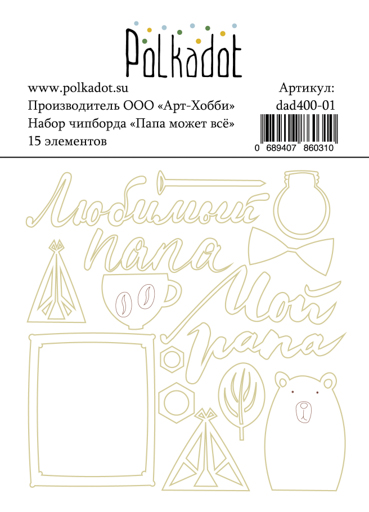 Polkadot
www.polkadot.su
Производитель ООО «Арт-Хобби»
Набор чипборда «Папа может всё»
15 элементов
Артикул:
dad400-01
0 689407 860310
Любимый
папа
Мой
папа